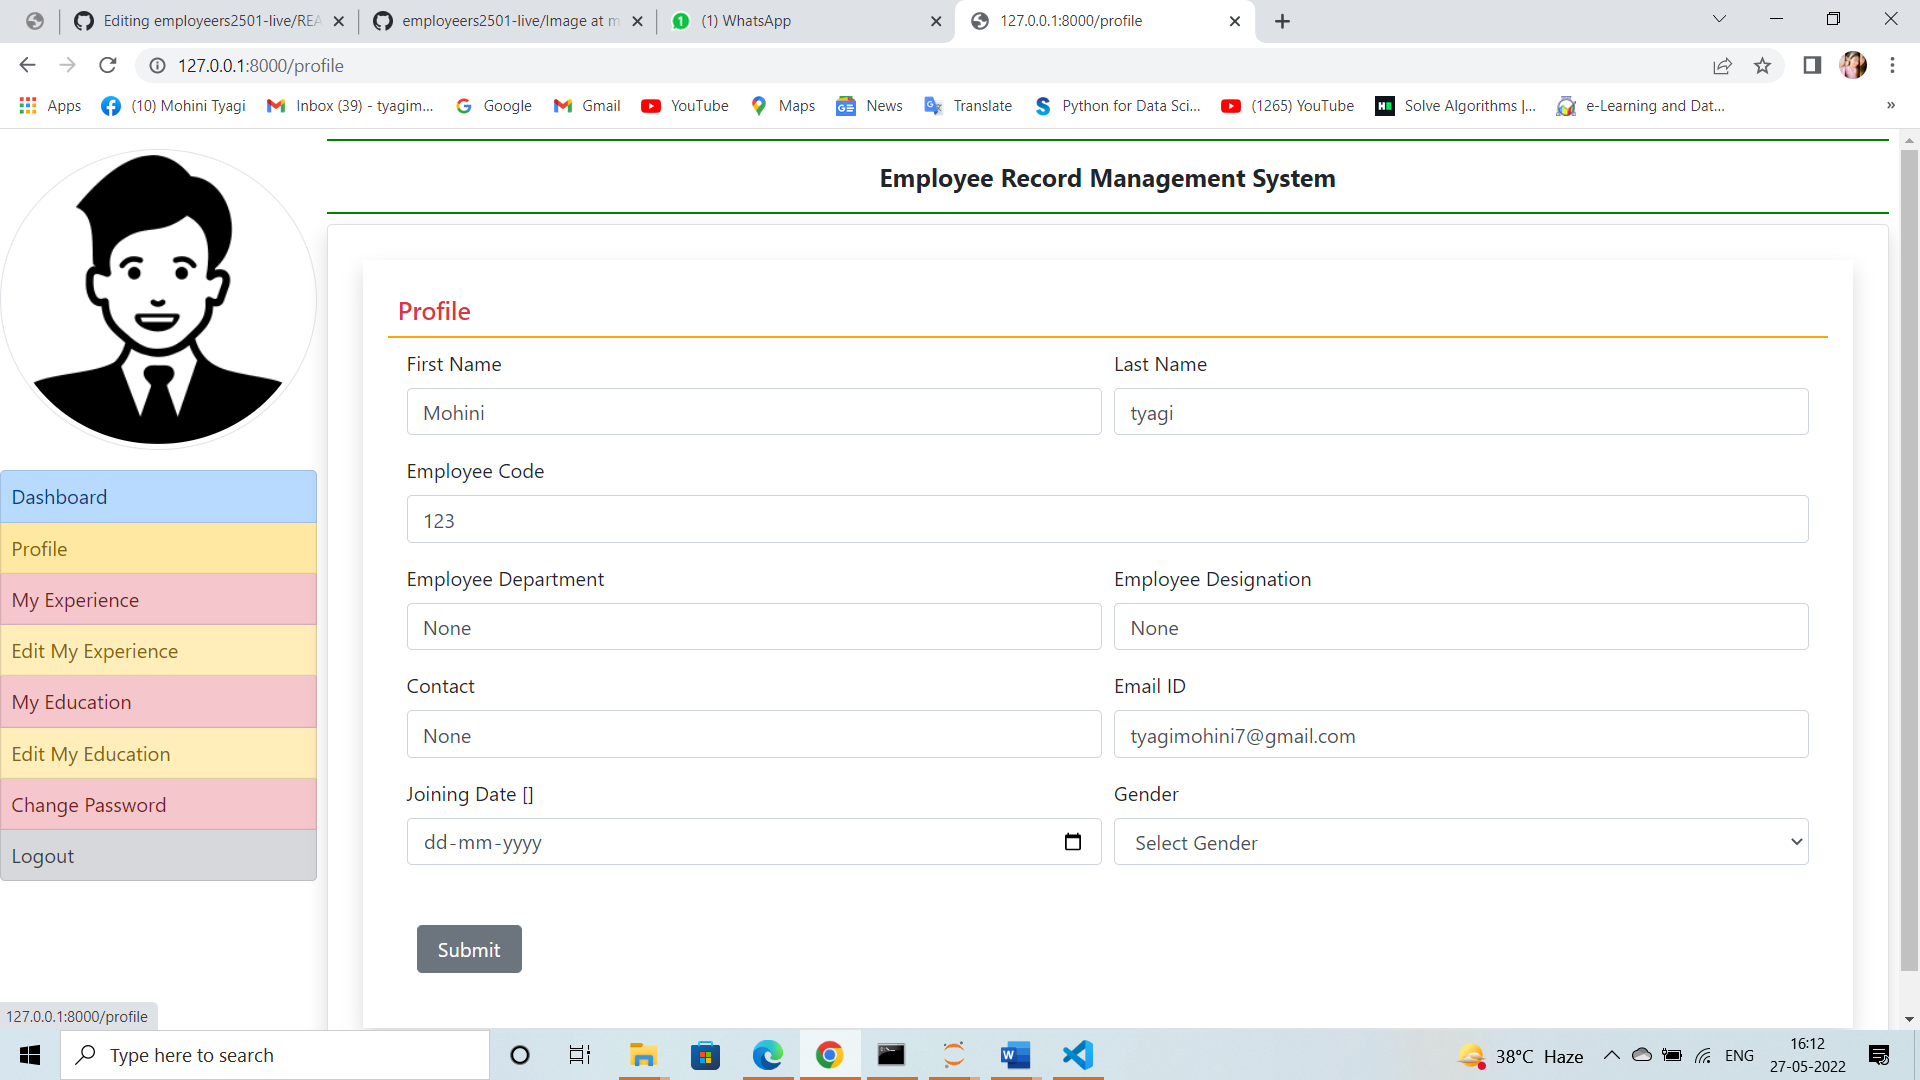 Editing employeers2501-live/REA
employeers2501-live/Image at m
(1) WhatsApp
127.0.0.1:8000/profile
127.0.0.1:8000/profile
Apps
(10) Mohini Tyagi
Inbox (39) - tyagim...
Google
Gmail
YouTube
Maps
News
Translate
Python for Data Sci...
(1265) YouTube
Solve Algorithms |...
e-Learning and Dat...
»
Employee Record Management System
Dashboard
Profile
My Experience
Edit My Experience
My Education
Edit My Education
Change Password
Logout
Profile
First Name
Last Name
Mohini
tyagi
Employee Code
123
Employee Department
Employee Designation
None
None
Contact
Email ID
None
tyagimohini7@gmail.com
Joining Date []
Gender
dd-mm-yyyy
Select Gender
Submit
127.0.0.1:8000/profile
Type here to search
38°C Haze
ENG
16:12
27-05-2022